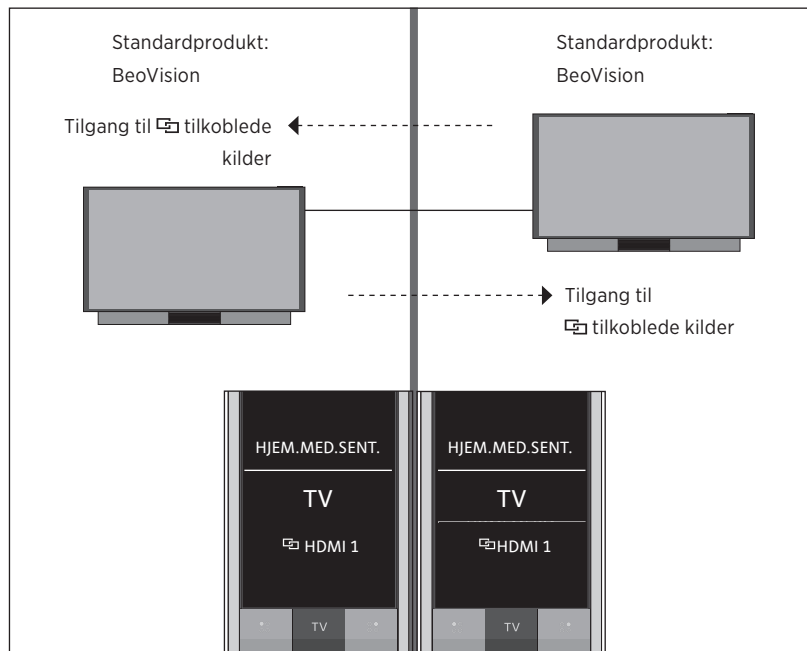 Standardprodukt:
BeoVision
Tilgang til tilkoblede
kilder
Standardprodukt:
BeoVision
Tilgang til
tilkoblede kilder
HJEM.MED.SENT.
TV
HDMI 1
TV
HJEM.MED.SENT.
TV
HDMI 1
TV